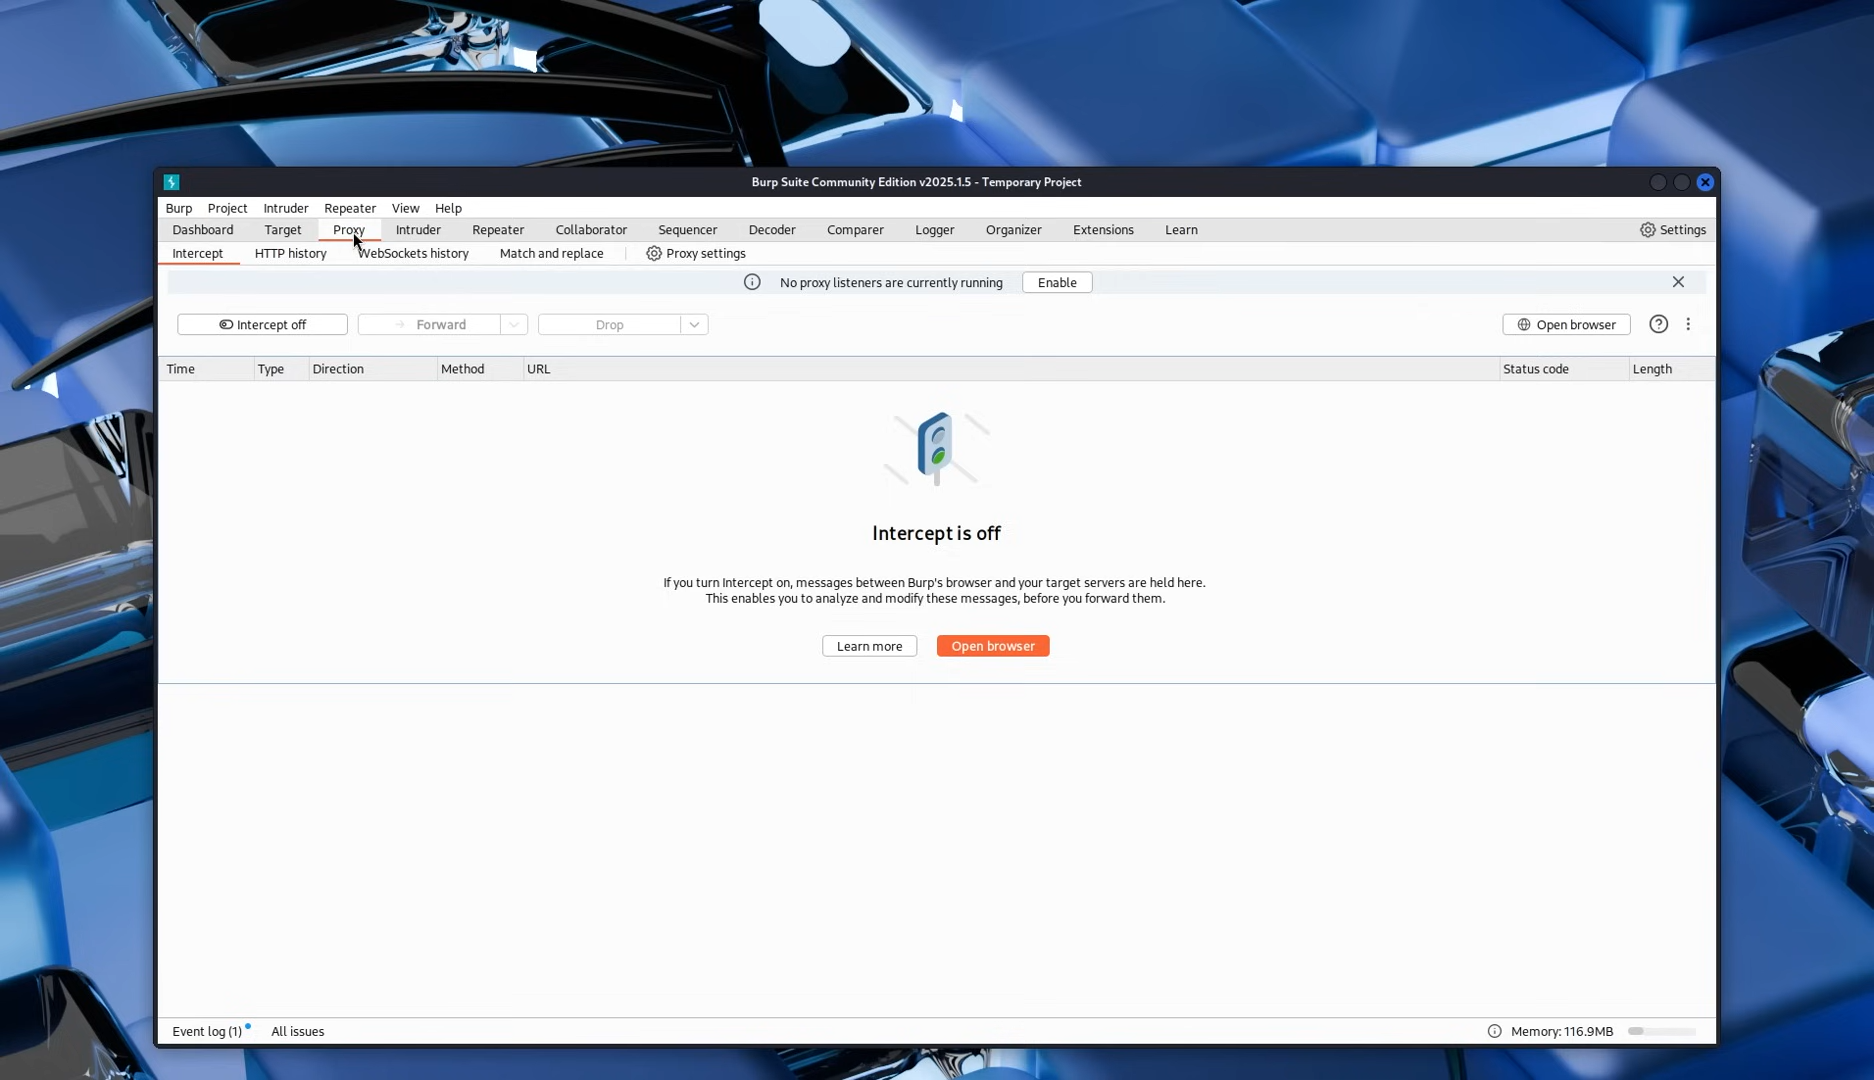 Burp Suite Community Edition v2025.1.5 - Temporary Project
Burp Project Intruder Repeater View Help
Dashboard Target Proxy Intruder Repeater Collaborator Sequencer Decoder Comparer Logger Organizer Extensions Learn Settings
Intercept HTTP history WebSockets history Match and replace Proxy settings
No proxy listeners are currently running Enable
Intercept off Forward Drop Open browser
Time Type Direction Method URL Status code Length
Intercept is off
If you turn Intercept on, messages between Burp's browser and your target servers are held here.
This enables you to analyze and modify these messages, before you forward them.
Learn more Open browser
Event log (1) All issues Memory: 116.9MB